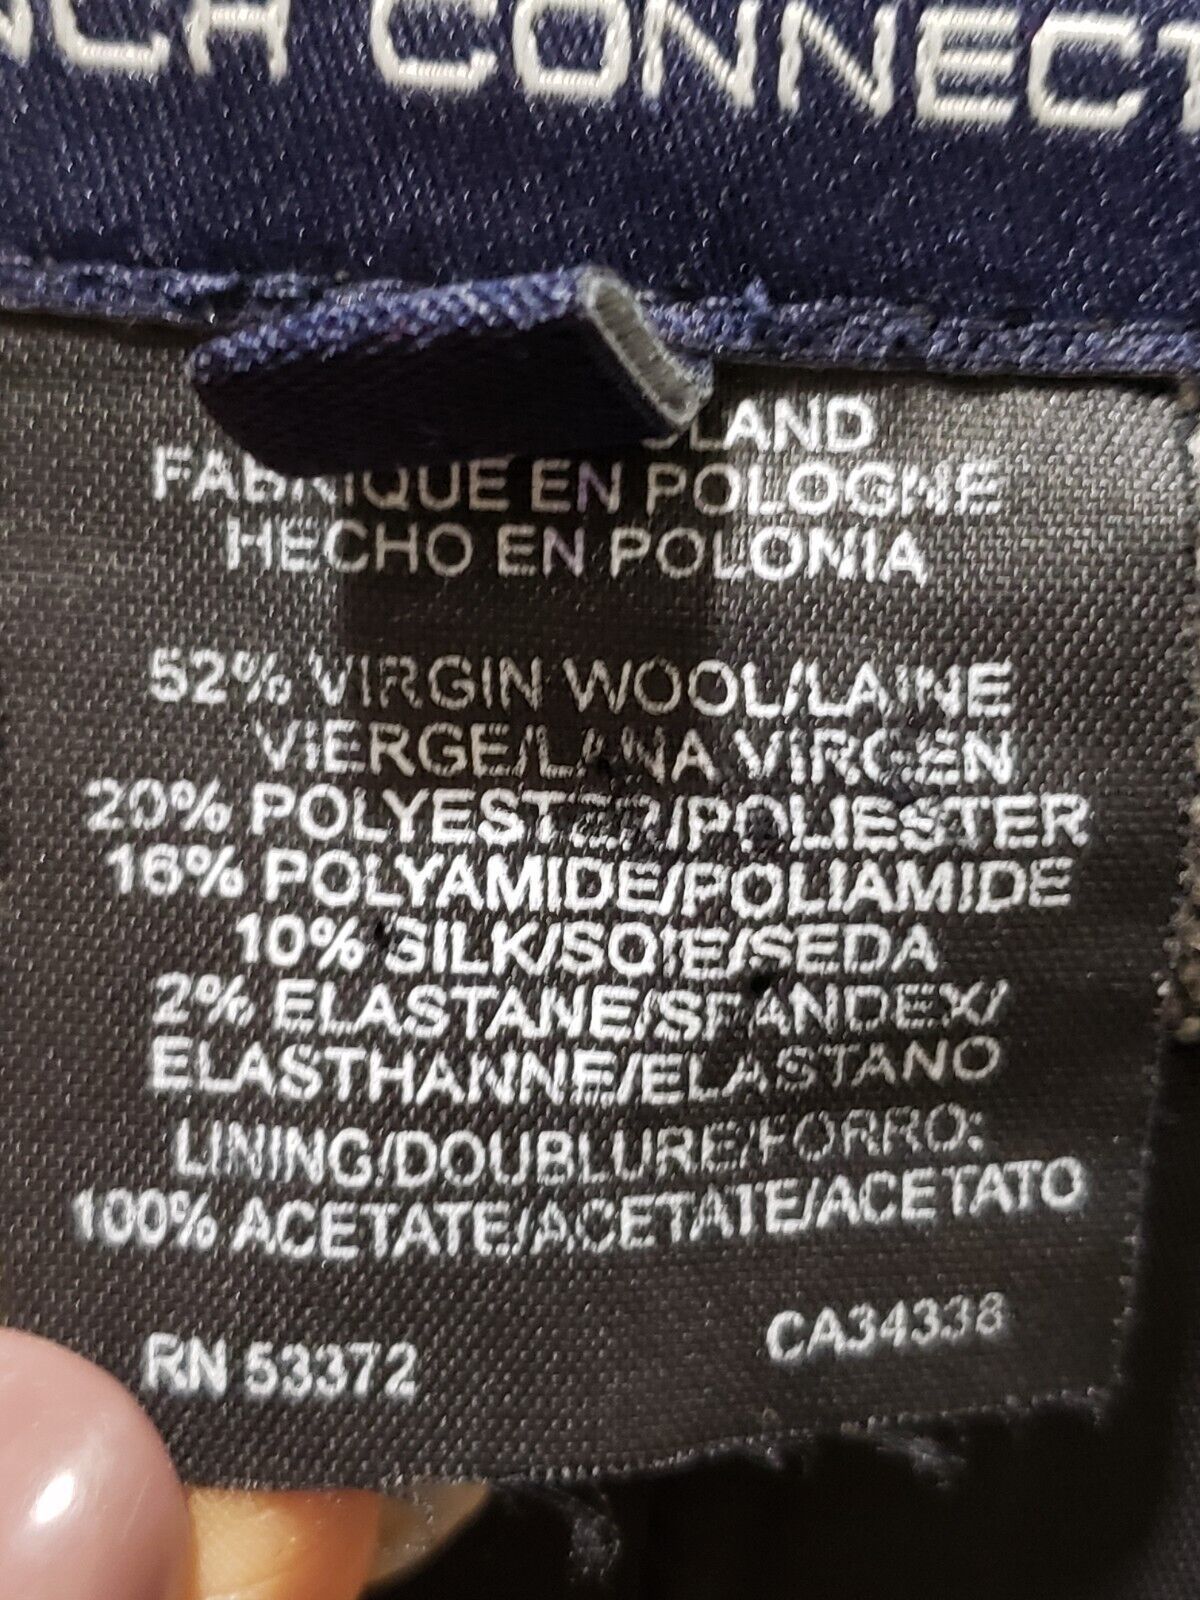 NCH CONNECT
LAND
FABRIQUE EN POLOGNE
HECHO EN POLONIA
52% VIRGIN WOOL/LAINE
VIERGE/LANA VIRGEN
20% POLYESTER/POLIESTER
16% POLYAMIDE/POLIAMIDE
10% SILK/SOIE/SEDA
2% ELASTANE/SPANDEX/
ELASTHANNE/ELASTANO
LINING/DOUBLURE/FORRO:
100% ACETATE/ACETATE/ACETATO
RN 53372
CA34338